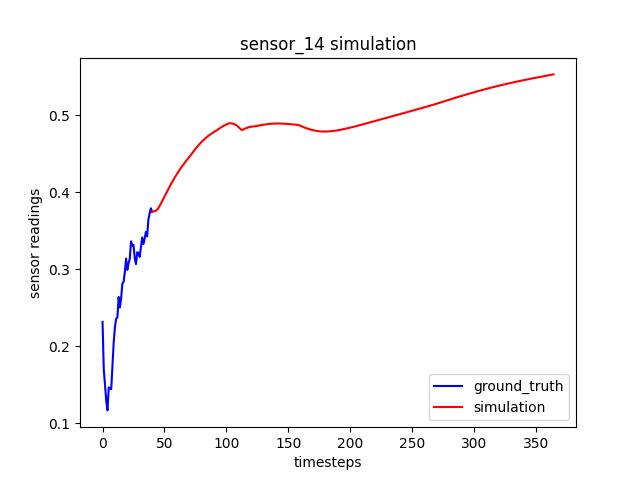 sensor_14 simulation
sensor readings
0.5
0.4
0.3
0.2
0.1
0 50 100 150 200 250 300 350
timesteps
ground_truth
simulation